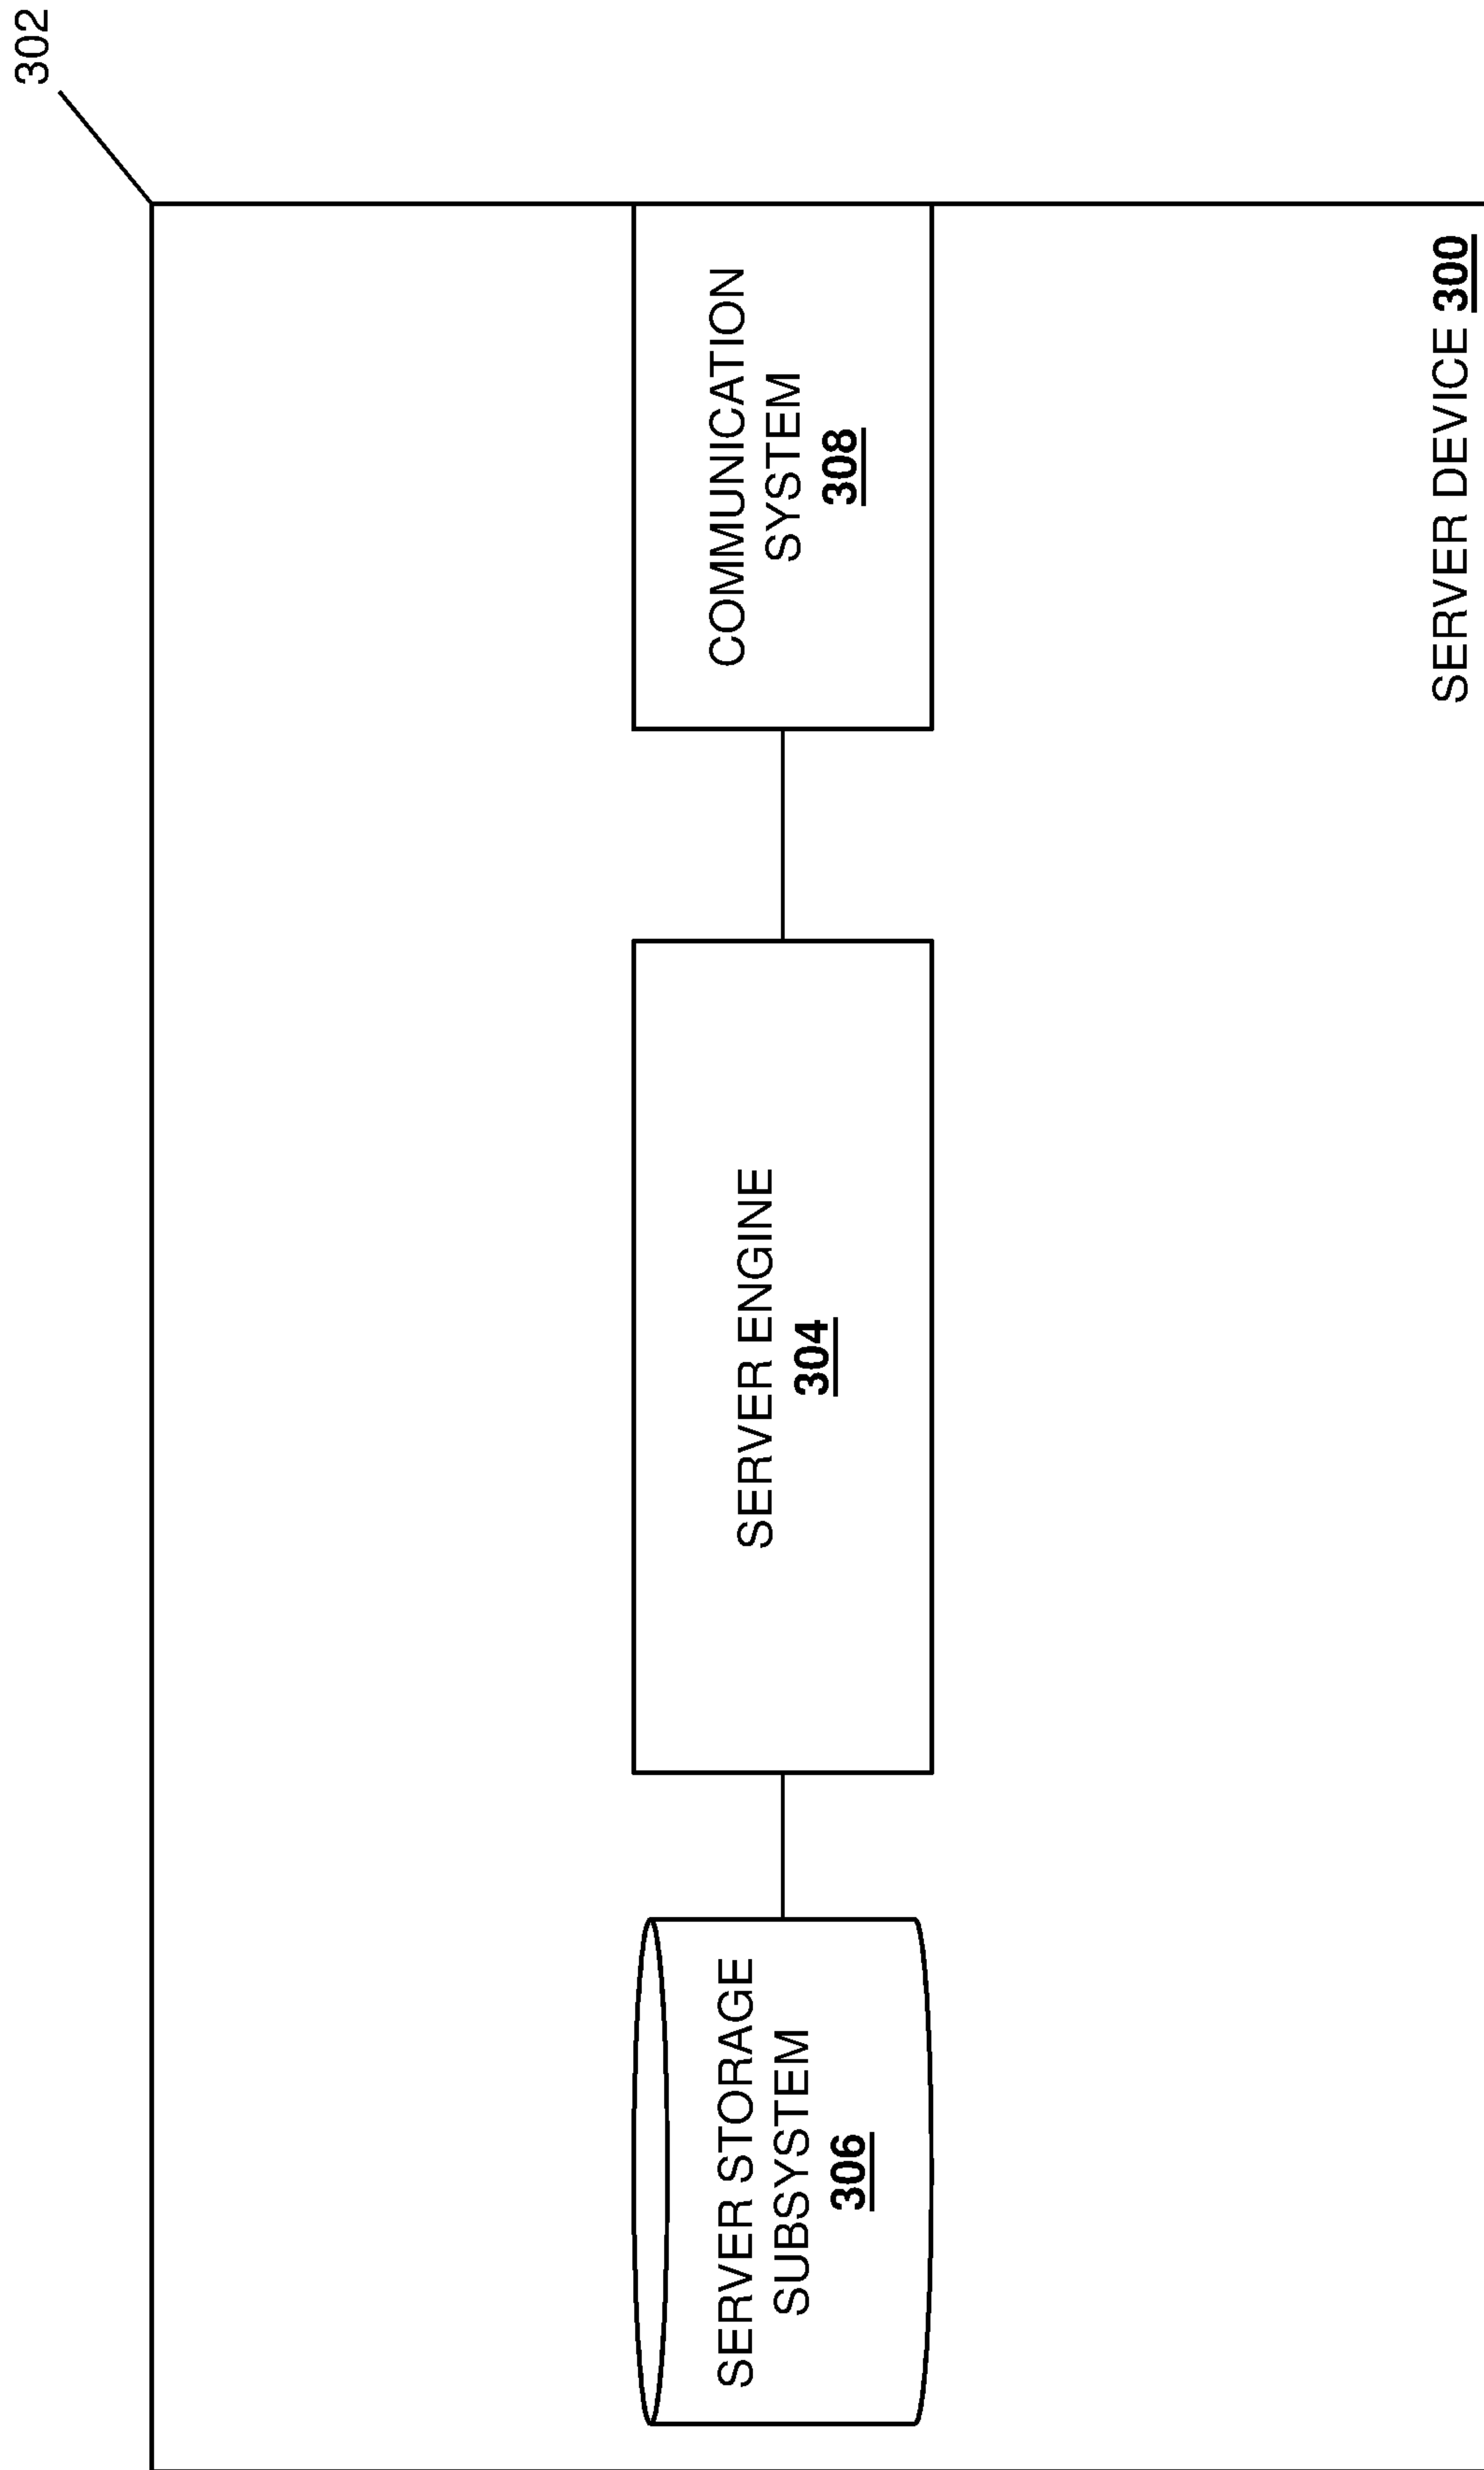 302
SERVER STORAGE
SUBSYSTEM
306
SERVER ENGINE
304
COMMUNICATION
SYSTEM
308
SERVER DEVICE 300